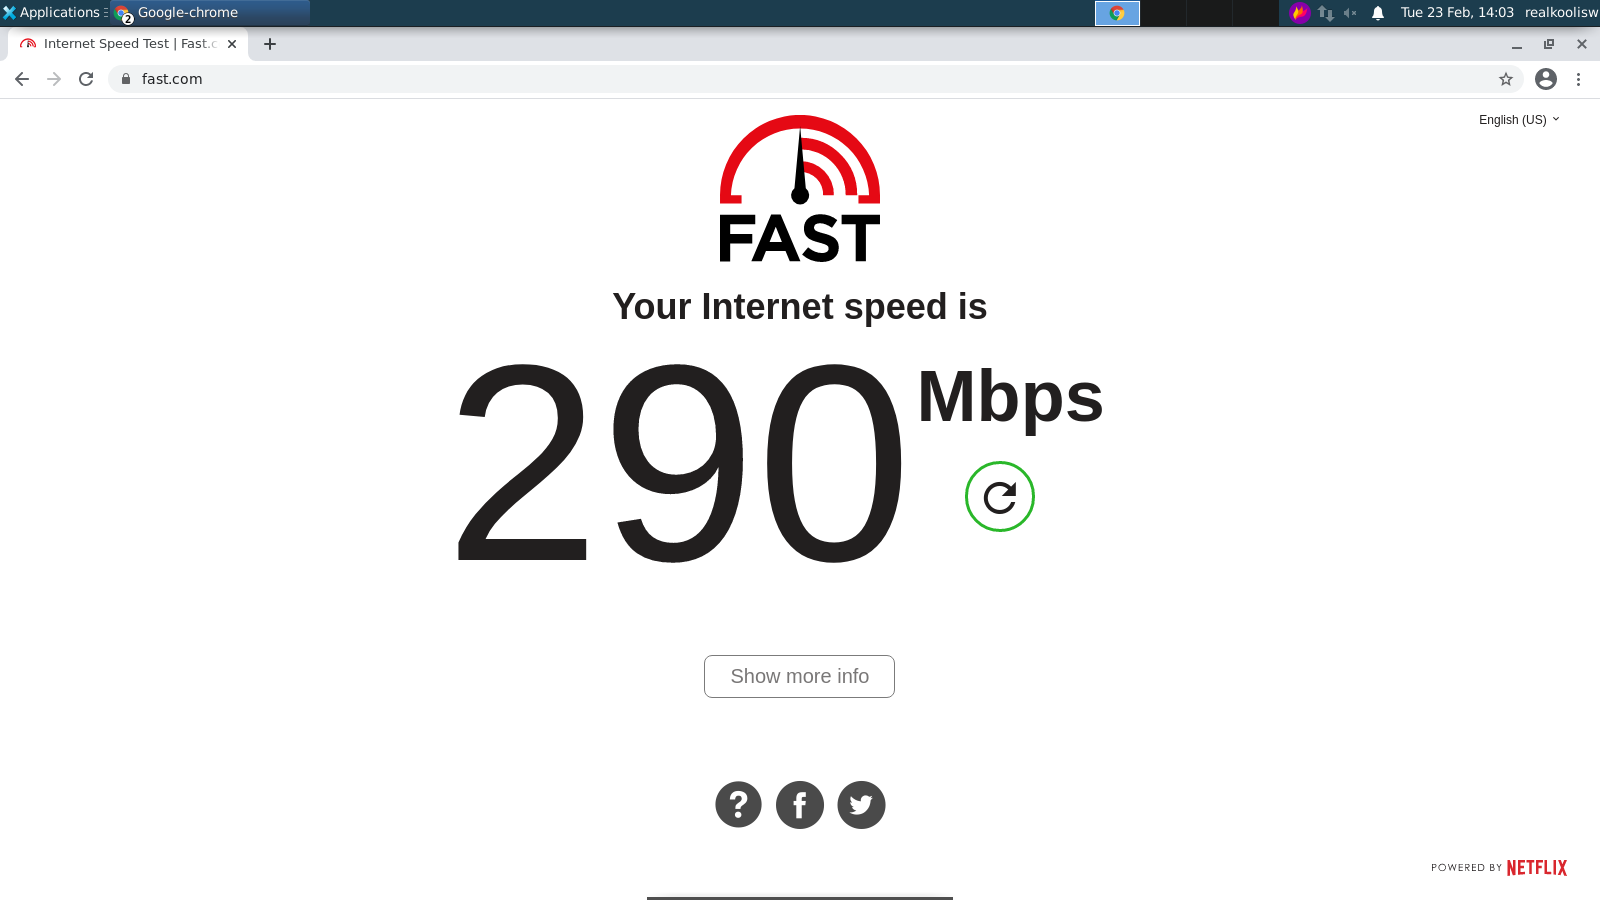 Applications
Google-chrome
Tue 23 Feb, 14:03 realkoolisw
Internet Speed Test | Fast.c
fast.com
English (US)
FAST
Your Internet speed is
290 Mbps
Show more info
POWERED BY NETFLIX